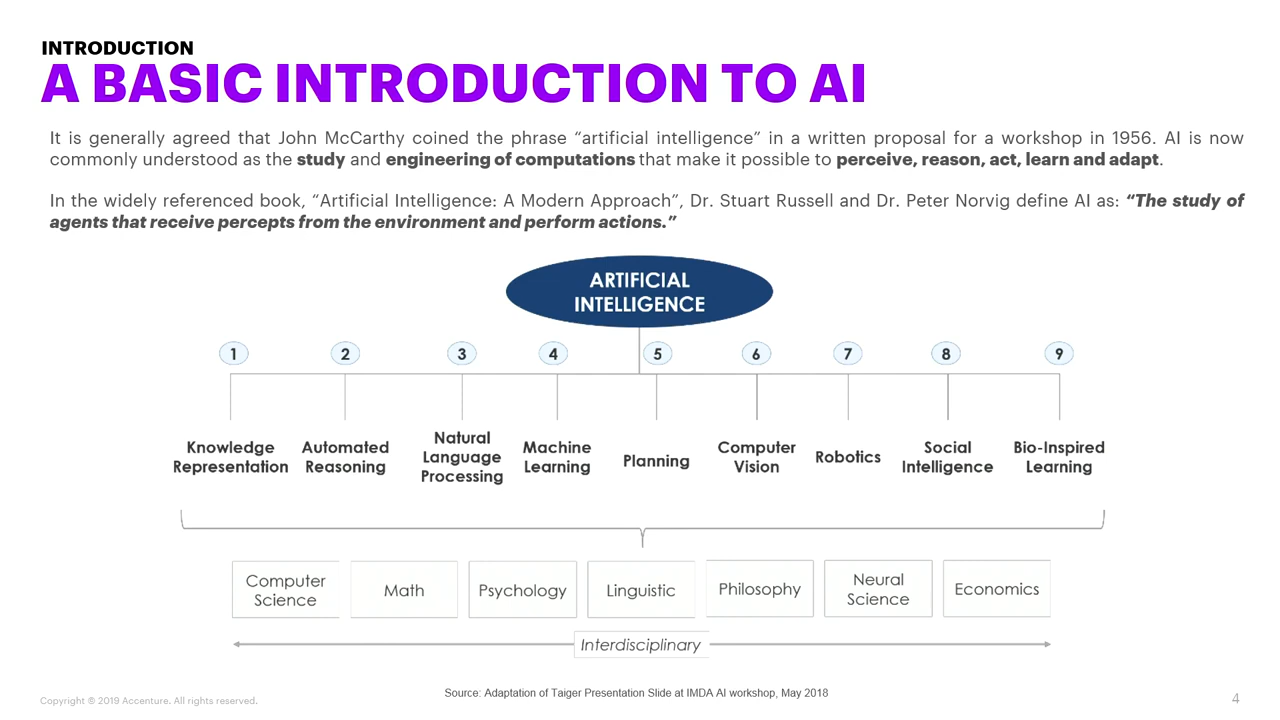 INTRODUCTION
A BASIC INTRODUCTION TO AI
It is generally agreed that John McCarthy coined the phrase “artificial intelligence” in a written proposal for a workshop in 1956. AI is now
commonly understood as the study and engineering of computations that make it possible to perceive, reason, act, learn and adapt.
In the widely referenced book, “Artificial Intelligence: A Modern Approach”, Dr. Stuart Russell and Dr. Peter Norvig define AI as: “The study of
agents that receive percepts from the environment and perform actions.”
ARTIFICIAL
INTELLIGENCE
1 2 3 4 5 6 7 8 9
Knowledge
Representation
Automated
Reasoning
Natural
Language
Processing
Machine
Learning
Planning
Computer
Vision
Robotics
Social
Intelligence
Bio-Inspired
Learning
Computer
Science
Math
Psychology
Linguistic
Philosophy
Neural
Science
Economics
Interdisciplinary
Source: Adaptation of Taiger Presentation Slide at IMDA AI workshop, May 2018
Copyright © 2019 Accenture. All rights reserved.
4